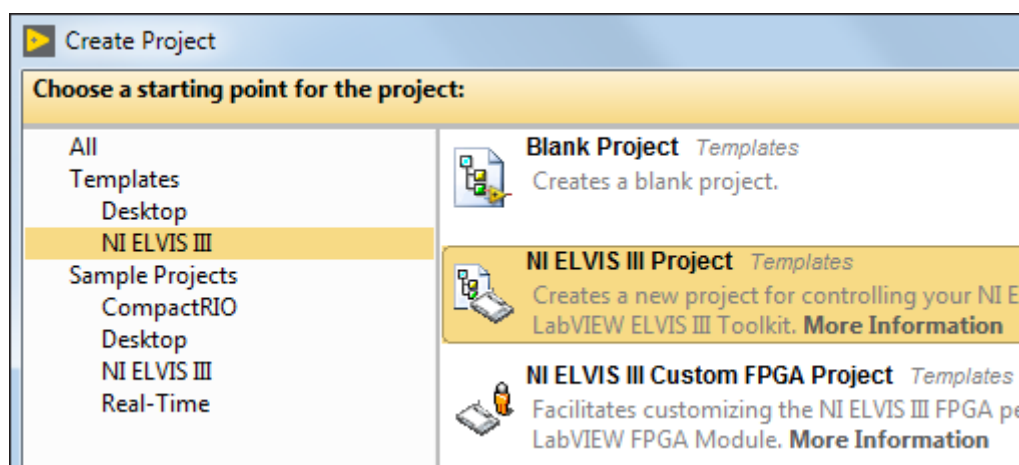 Create Project
Choose a starting point for the project:
All
Templates
Desktop
NI ELVIS III
Sample Projects
CompactRIO
Desktop
NI ELVIS III
Real-Time
Blank Project Templates
Creates a blank project.
NI ELVIS III Project Templates
Creates a new project for controlling your NI
LabVIEW ELVIS III Toolkit. More Information
NI ELVIS III Custom FPGA Project Templates
Facilitates customizing the NI ELVIS III FPGA
LabVIEW FPGA Module. More Information